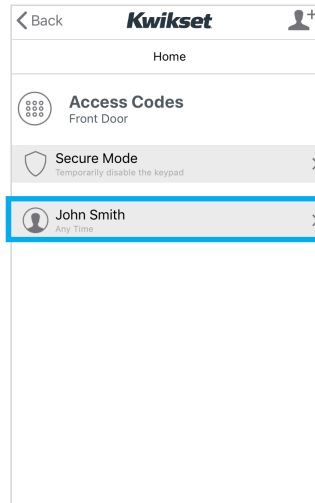 Back
Kwikset
Home
Access Codes
Front Door
Secure Mode
Temporarily disable the keypad
John Smith
Any Time